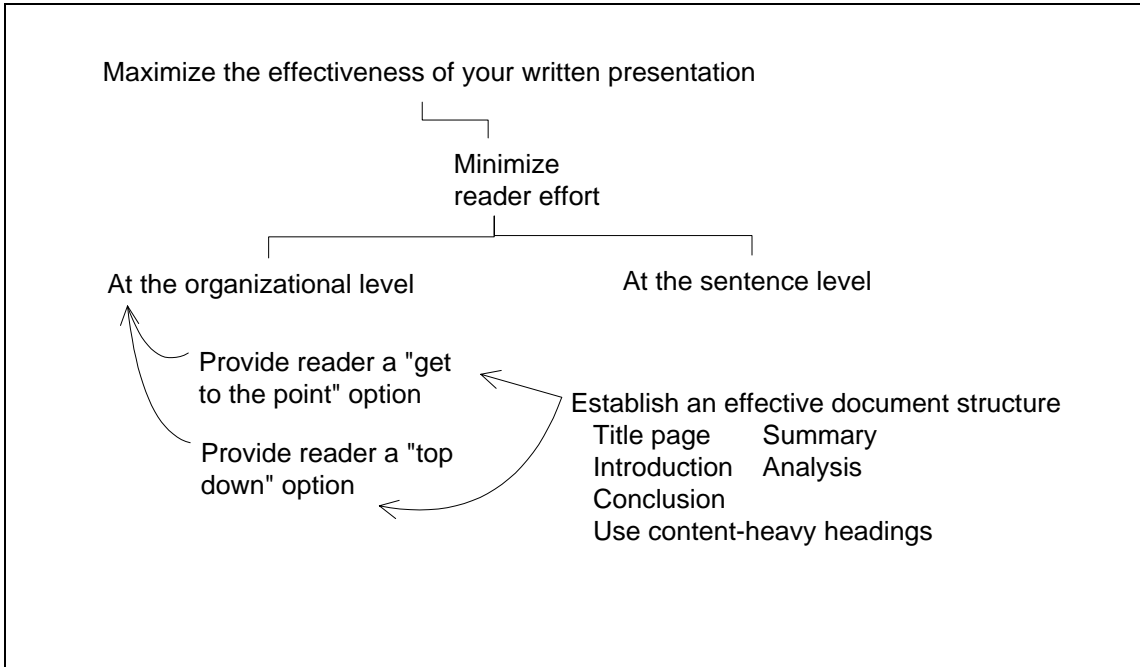 Maximize the effectiveness of your written presentation
Minimize
reader effort
At the organizational level
At the sentence level
Provide reader a "get
to the point" option
Provide reader a "top
down" option
Establish an effective document structure
Title page Summary
Introduction Analysis
Conclusion
Use content-heavy headings